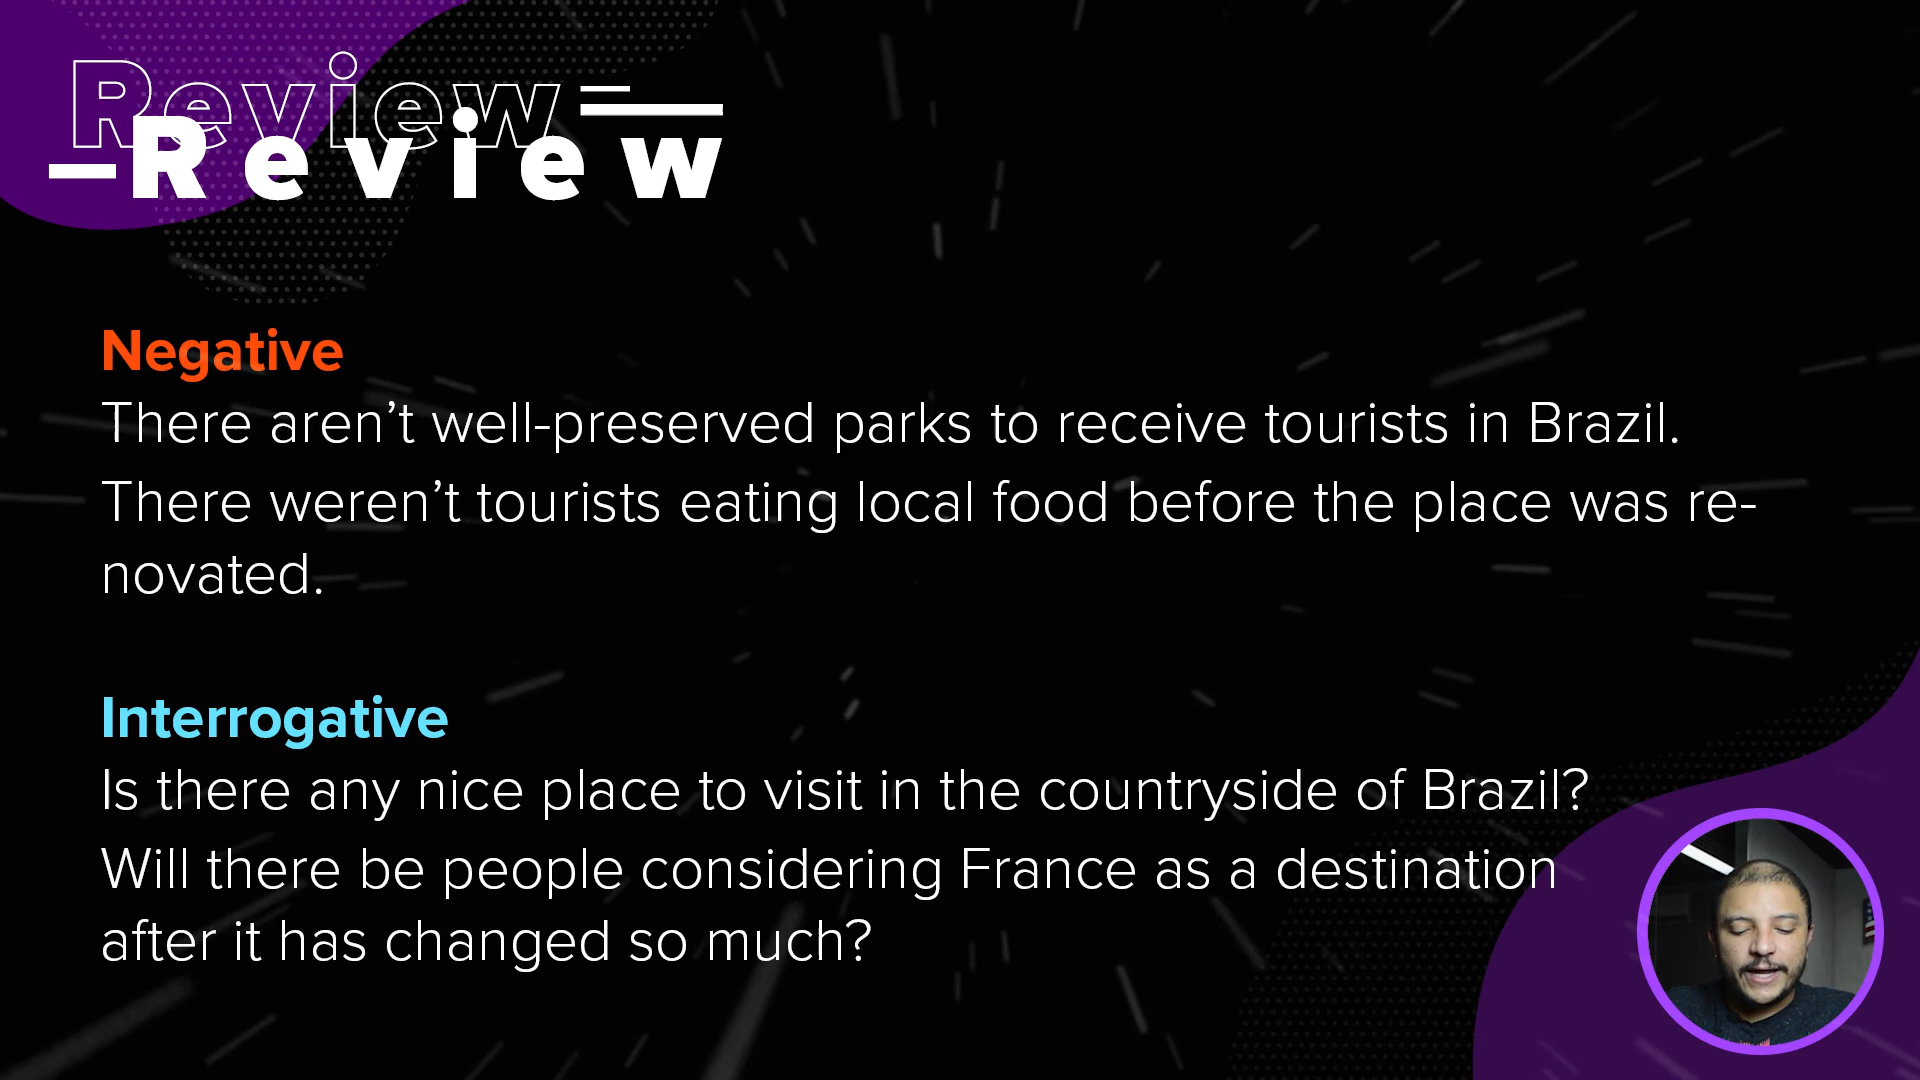 Review
Review
Negative
There aren’t well-preserved parks to receive tourists in Brazil.
There weren’t tourists eating local food before the place was re-
novated.
Interrogative
Is there any nice place to visit in the countryside of Brazil?
Will there be people considering France as a destination
after it has changed so much?